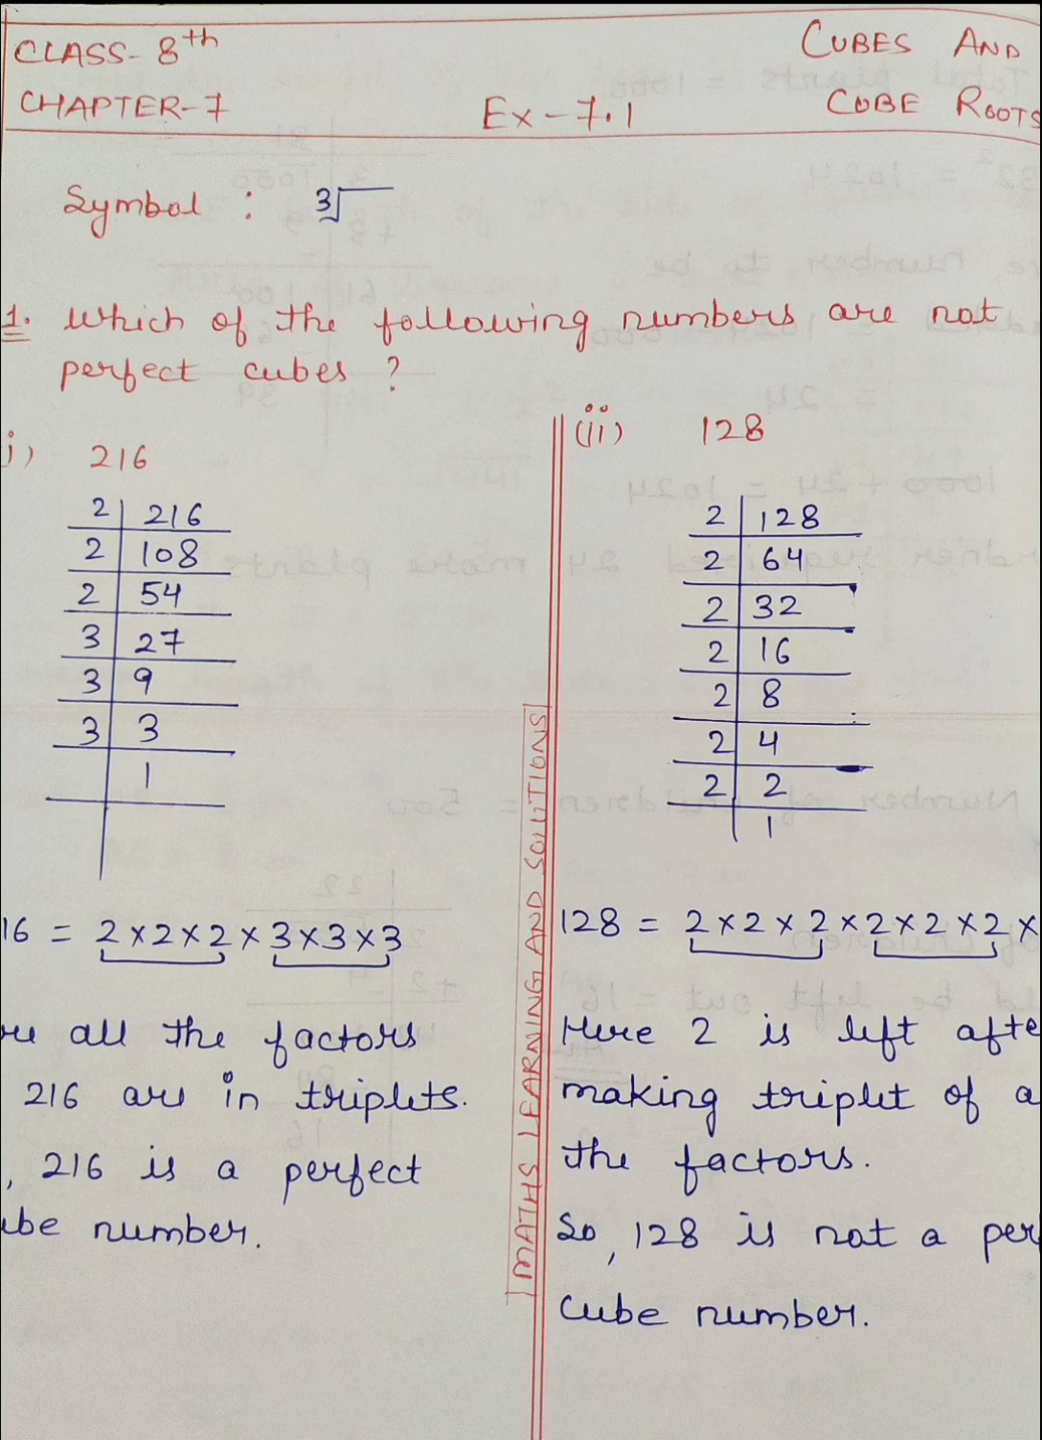 CLASS- 8th
CHAPTER-7
Ex-7.1
CUBES AND
CUBE ROOTS
Symbol : ∛
1. Which of the following numbers are not
perfect cubes ?
i) 216
2 | 216
2 | 108
2 | 54
3 | 27
3 | 9
3 | 3
1
16 = 2×2×2×3×3×3
re all the factors
216 are in triplets.
, 216 is a perfect
ube number.
MATHS LEARNING AND SOLUTIONS
(ii) 128
2 | 128
2 | 64
2 | 32
2 | 16
2 | 8
2 | 4
2 | 2
1
128 = 2×2×2×2×2×2×
Here 2 is left afte
making triplet of a
the factors.
So, 128 is not a per
cube number.